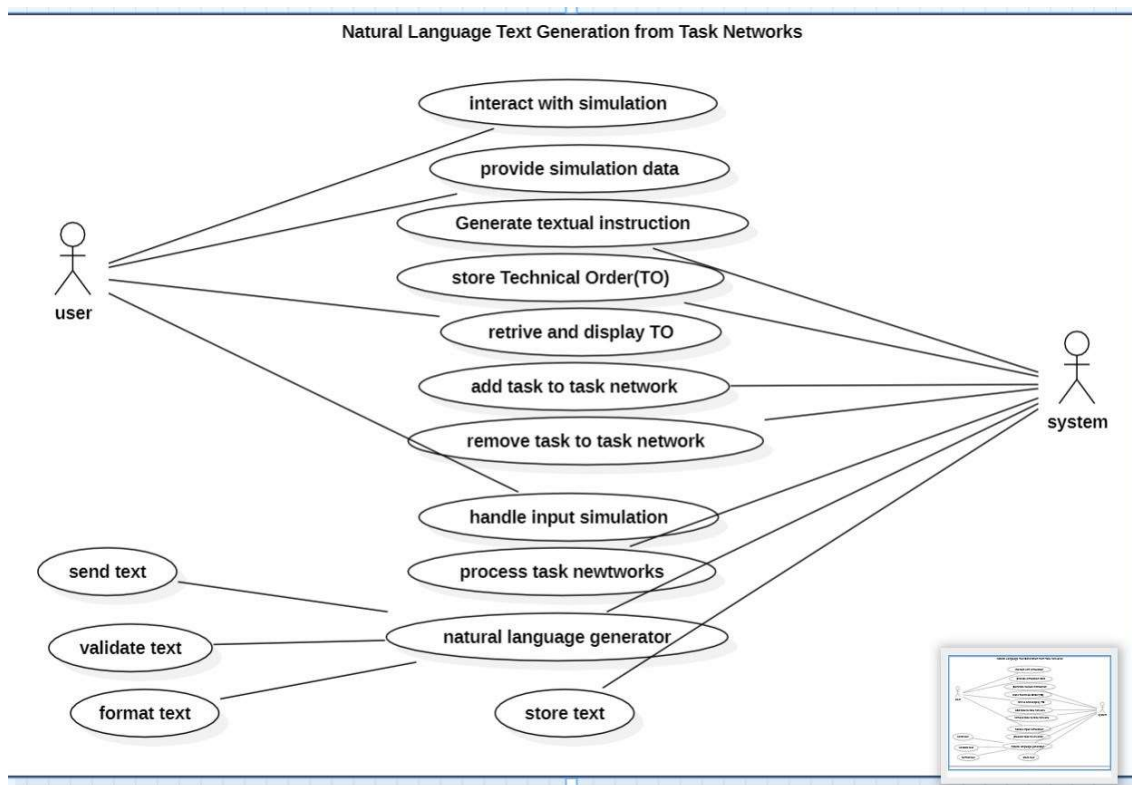 Natural Language Text Generation from Task Networks
interact with simulation
provide simulation data
Generate textual instruction
store Technical Order(TO)
user
retrive and display TO
add task to task network
system
remove task to task network
handle input simulation
send text
process task newtworks
natural language generator
validate text
format text
store text